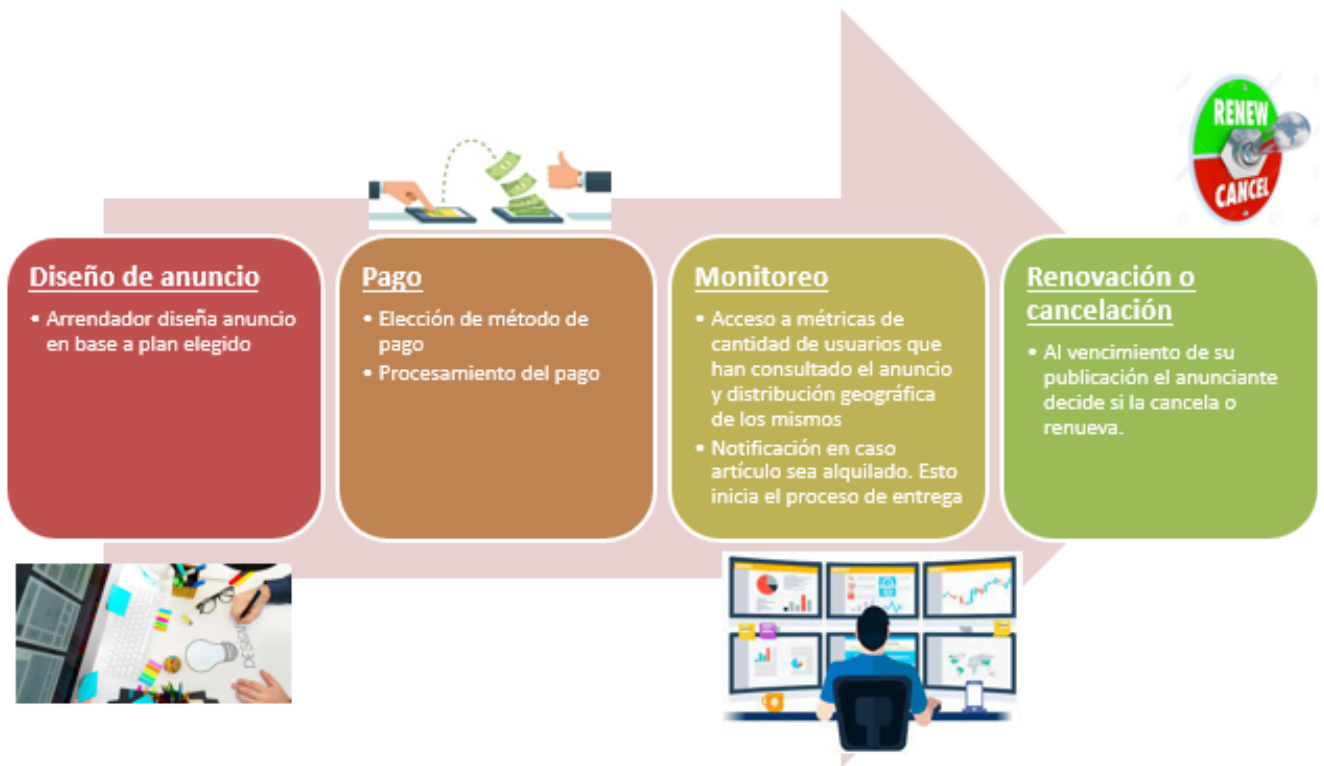 RENEW
CANCEL
Diseño de anuncio
• Arrendador diseña anuncio
en base a plan elegido
DESIGN
Pago
• Elección de método de
pago
• Procesamiento del pago
Monitoreo
• Acceso a métricas de
cantidad de usuarios que
han consultado el anuncio
y distribución geográfica
de los mismos
• Notificación en caso
artículo sea alquilado. Esto
inicia el proceso de entrega
Renovación o
cancelación
• Al vencimiento de su
publicación el anunciante
decide si la cancela o
renueva.